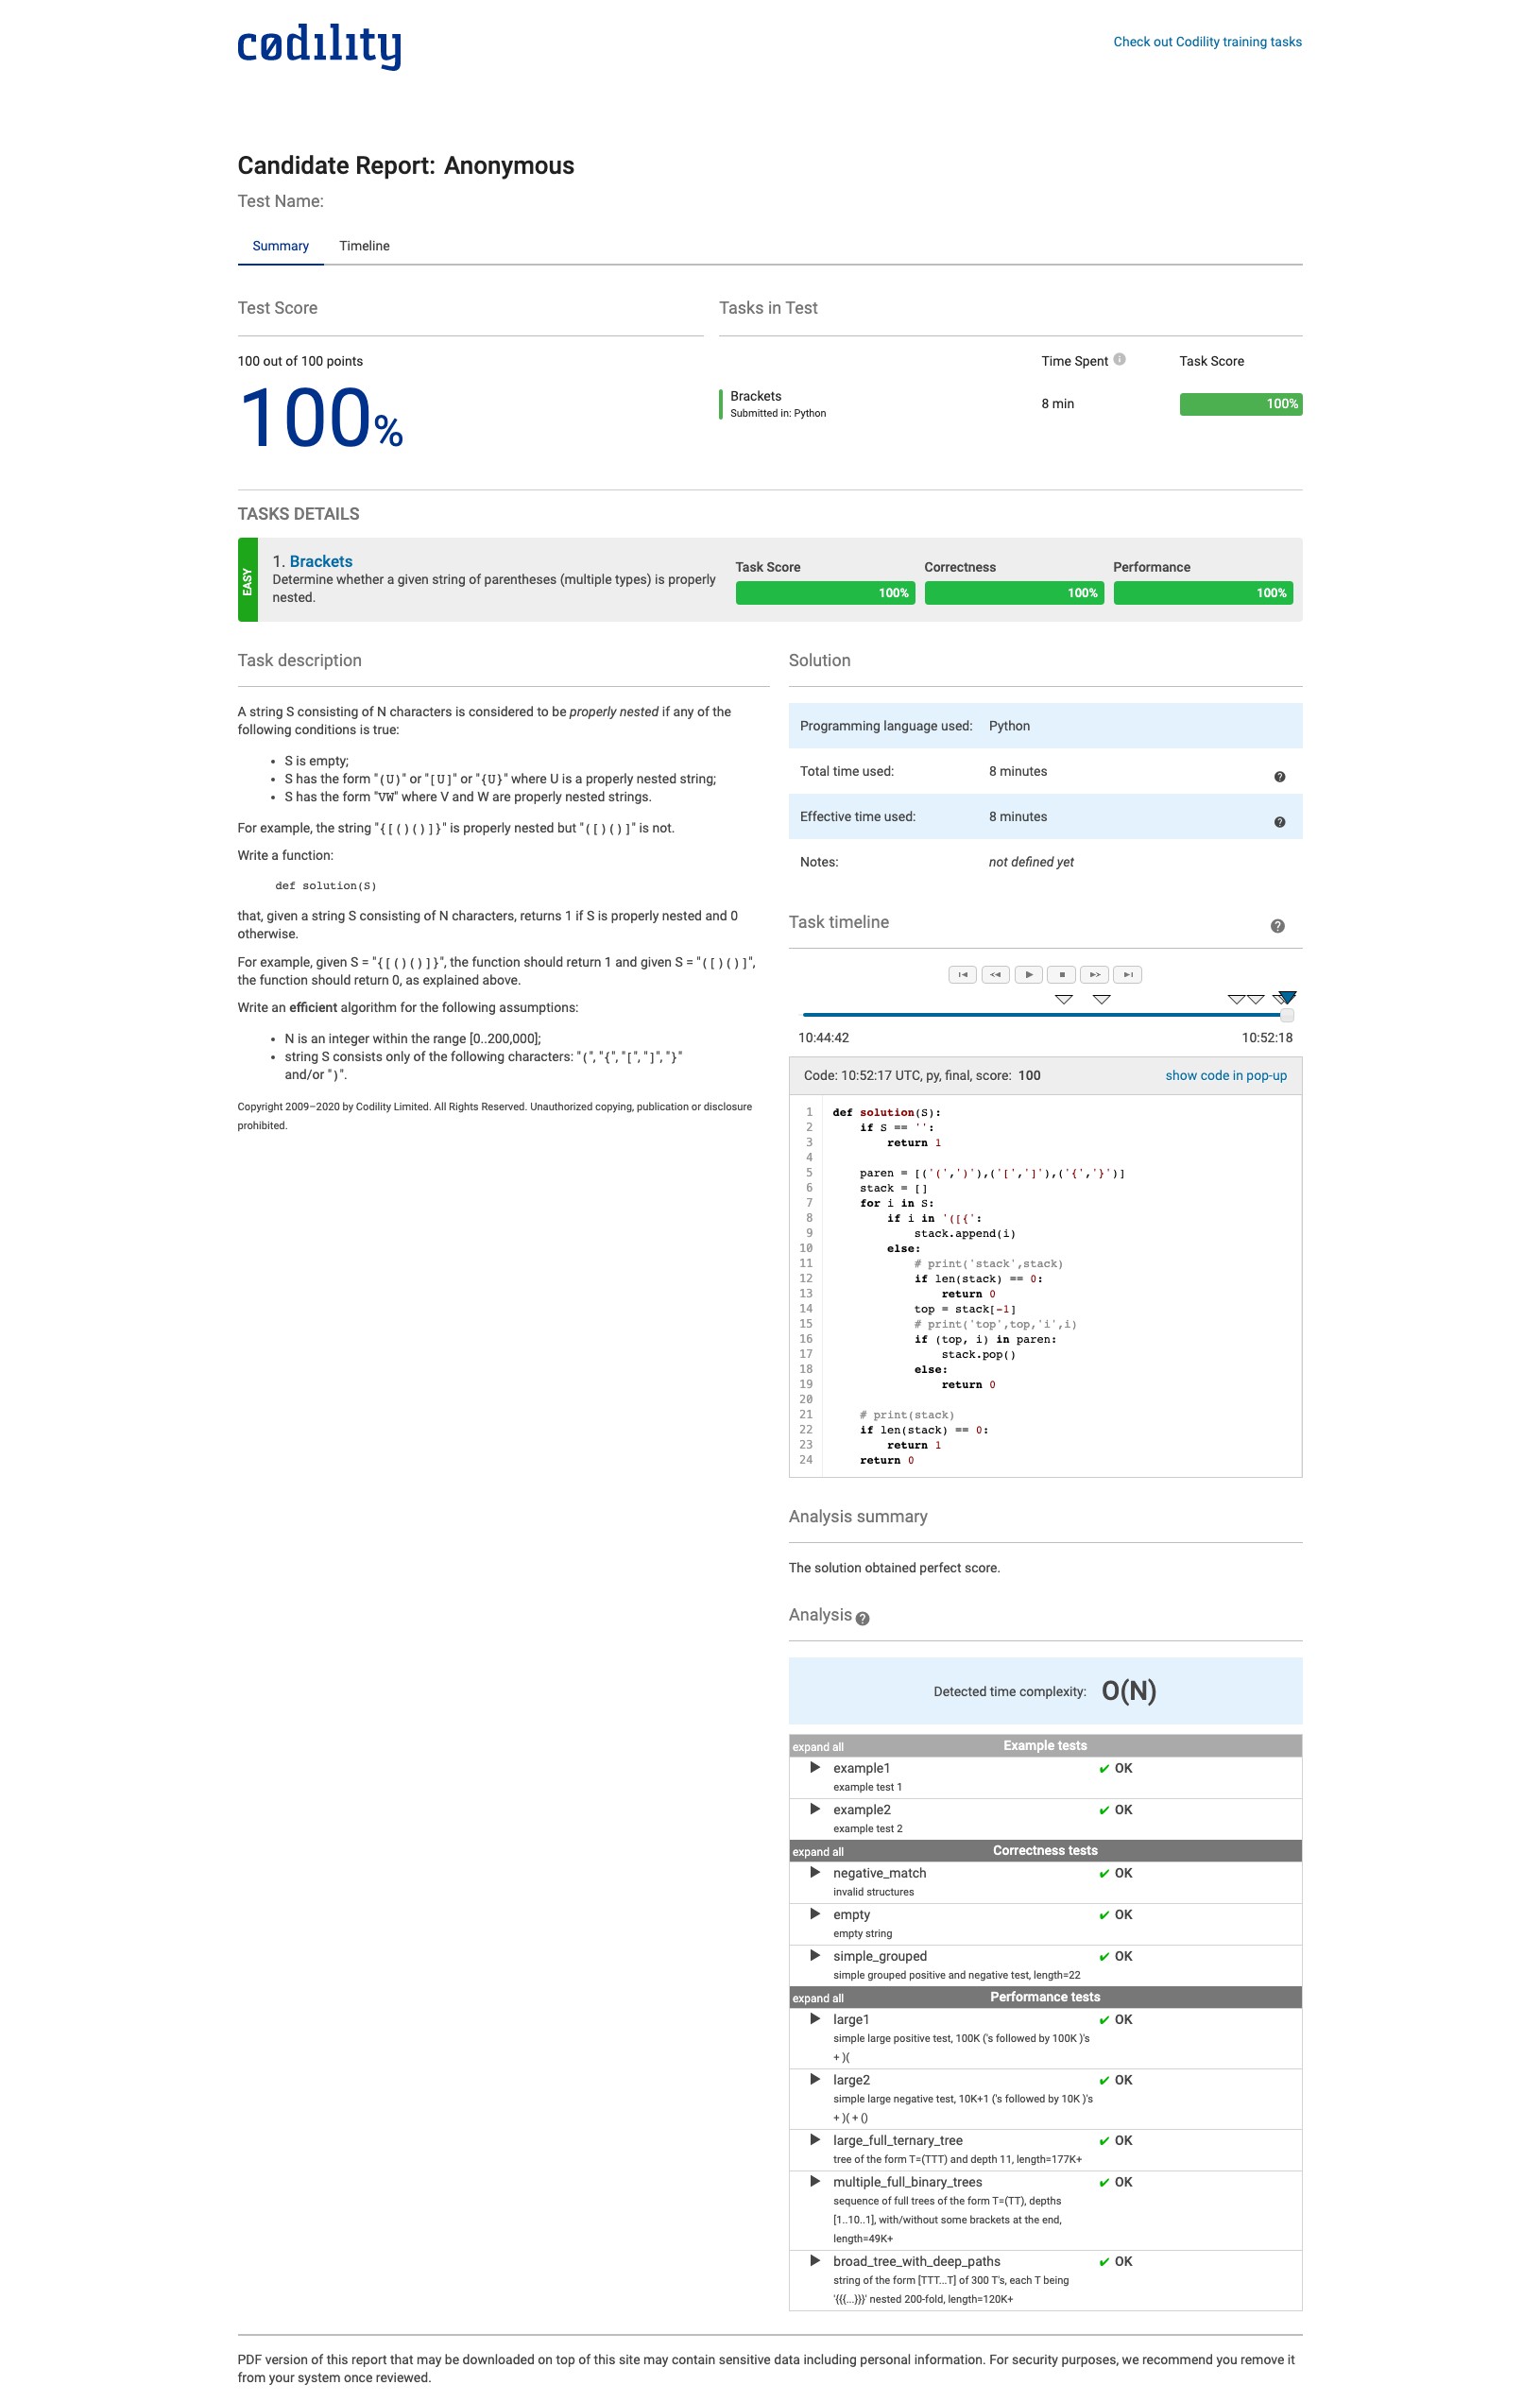 cødility
Check out Codility training tasks
Candidate Report: Anonymous
Test Name:
Summary Timeline
Test Score
100 out of 100 points
100%
Tasks in Test
Time Spent Task Score
Brackets
Submitted in: Python
8 min
100%
TASKS DETAILS
EASY
1. Brackets
Determine whether a given string of parentheses (multiple types) is properly
nested.
Task Score Correctness Performance
100% 100% 100%
Task description
A string S consisting of N characters is considered to be properly nested if any of the
following conditions is true:
• S is empty;
• S has the form "(U)" or "[U]" or "{U}" where U is a properly nested string;
• S has the form "VW" where V and W are properly nested strings.
For example, the string "{[()()]}" is properly nested but "([)()]" is not.
Write a function:
def solution(S)
that, given a string S consisting of N characters, returns 1 if S is properly nested and 0
otherwise.
For example, given S = "{[()()]}", the function should return 1 and given S = "([)()]",
the function should return 0, as explained above.
Write an efficient algorithm for the following assumptions:
• N is an integer within the range [0..200,000];
• string S consists only of the following characters: "(", "{", "[", "]", "}"
and/or ")".
Copyright 2009–2020 by Codility Limited. All Rights Reserved. Unauthorized copying, publication or disclosure
prohibited.
Solution
Programming language used: Python
Total time used: 8 minutes
Effective time used: 8 minutes
Notes: not defined yet
Task timeline
10:44:42 10:52:18
Code: 10:52:17 UTC, py, final, score: 100 show code in pop-up
1 def solution(S):
2     if S == '':
3         return 1
4
5     paren = [('(',')'),('[',']'),('{','}')]
6     stack = []
7     for i in S:
8         if i in '([{':
9             stack.append(i)
10         else:
11             # print('stack',stack)
12             if len(stack) == 0:
13                 return 0
14             top = stack[-1]
15             # print('top',top,'i',i)
16             if (top, i) in paren:
17                 stack.pop()
18             else:
19                 return 0
20
21     # print(stack)
22     if len(stack) == 0:
23         return 1
24     return 0
Analysis summary
The solution obtained perfect score.
Analysis
Detected time complexity: O(N)
expand all Example tests
example1 ✔ OK
example test 1
example2 ✔ OK
example test 2
expand all Correctness tests
negative_match ✔ OK
invalid structures
empty ✔ OK
empty string
simple_grouped ✔ OK
simple grouped positive and negative test, length=22
expand all Performance tests
large1 ✔ OK
simple large positive test, 100K ('s followed by 100K )'s
+ )(
large2 ✔ OK
simple large negative test, 10K+1 ('s followed by 10K )'s
+ )( + ()
large_full_ternary_tree ✔ OK
tree of the form T=(TTT) and depth 11, length=177K+
multiple_full_binary_trees ✔ OK
sequence of full trees of the form T=(TT), depths
[1..10..1], with/without some brackets at the end,
length=49K+
broad_tree_with_deep_paths ✔ OK
string of the form [TTT...T] of 300 T's, each T being
'{{{...}}}' nested 200-fold, length=120K+
PDF version of this report that may be downloaded on top of this site may contain sensitive data including personal information. For security purposes, we recommend you remove it
from your system once reviewed.